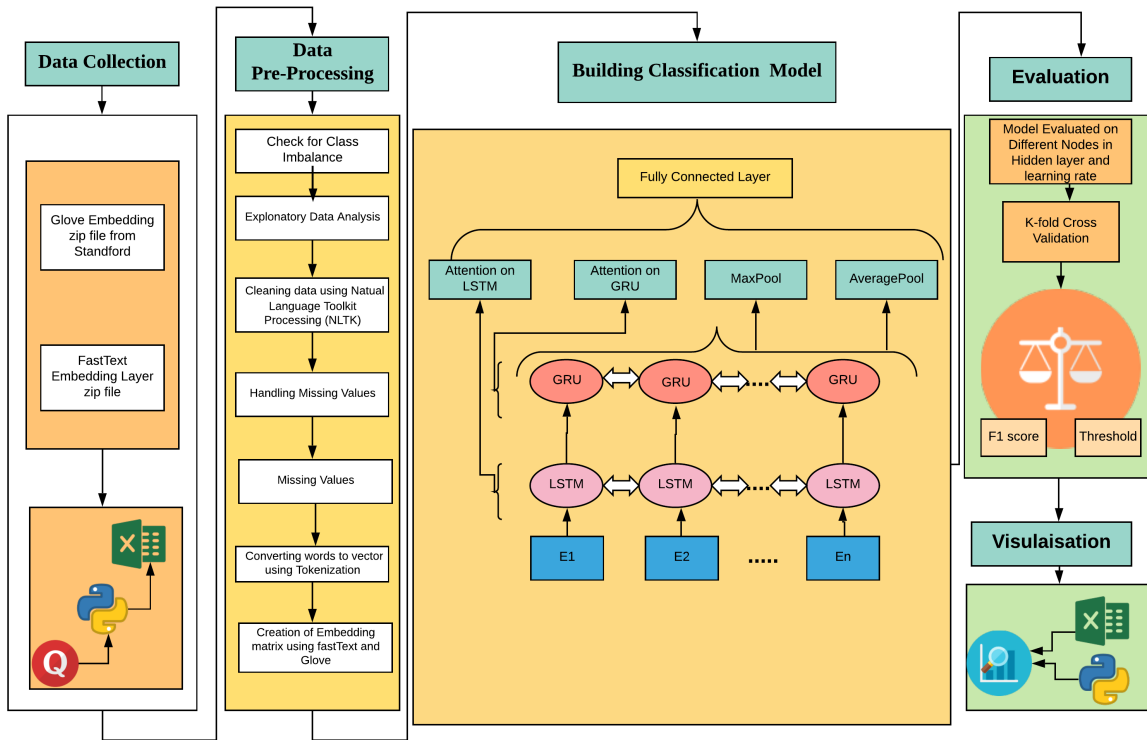 Data Collection
Glove Embedding
zip file from
Standford
FastText
Embedding Layer
zip file
Q
Data
Pre-Processing
Check for Class
Imbalance
Explonatory Data Analysis
Cleaning data using Natual
Language Toolkit
Processing (NLTK)
Handling Missing Values
Missing Values
Converting words to vector
using Tokenization
Creation of Embedding
matrix using fastText and
Glove
Building Classification Model
Fully Connected Layer
Attention on
LSTM
Attention on
GRU
MaxPool
AveragePool
GRU
GRU
....
GRU
LSTM
LSTM
....
LSTM
E1
E2
.....
En
Evaluation
Model Evaluated on
Different Nodes in
Hidden layer and
learning rate
K-fold Cross
Validation
F1 score
Threshold
Visulaisation